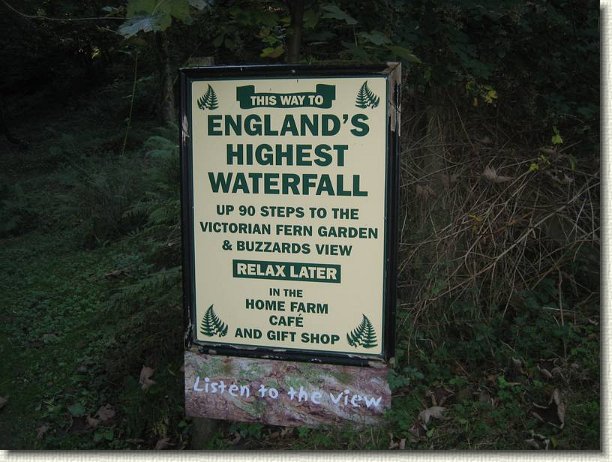 THIS WAY TO
ENGLAND'S
HIGHEST
WATERFALL
UP 90 STEPS TO THE
VICTORIAN FERN GARDEN
& BUZZARDS VIEW
RELAX LATER
IN THE
HOME FARM
CAFÉ
AND GIFT SHOP
Listen to the view